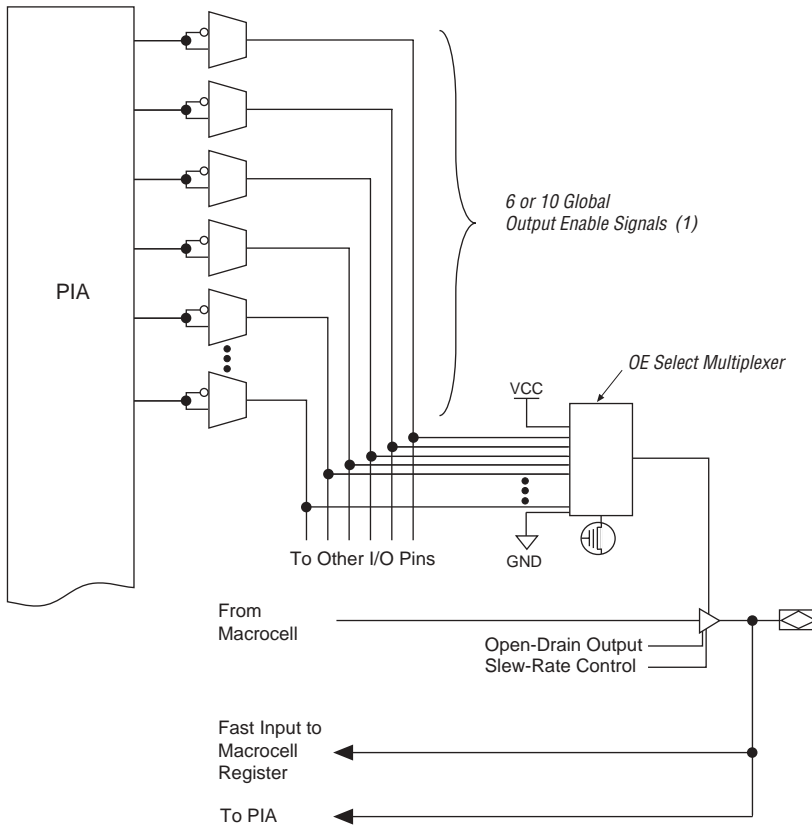 PIA
6 or 10 Global
Output Enable Signals (1)
OE Select Multiplexer
VCC
GND
To Other I/O Pins
From
Macrocell
Open-Drain Output
Slew-Rate Control
Fast Input to
Macrocell
Register
To PIA